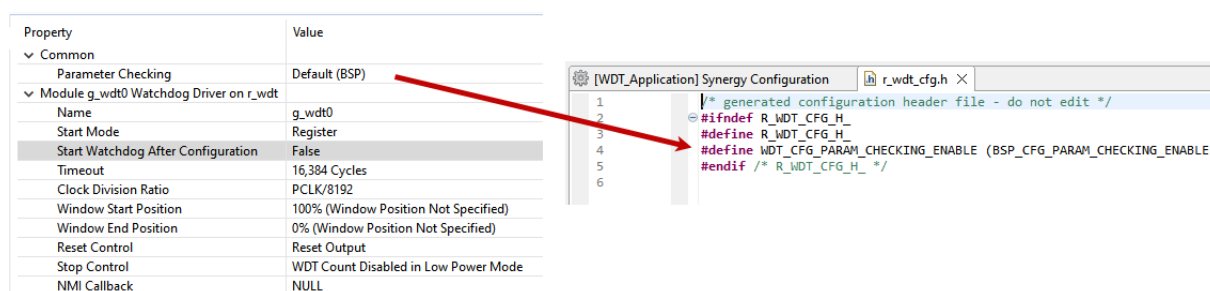 Property Value
Common
Parameter Checking Default (BSP)
Module g_wdt0 Watchdog Driver on r_wdt
Name g_wdt0
Start Mode Register
Start Watchdog After Configuration False
Timeout 16,384 Cycles
Clock Division Ratio PCLK/8192
Window Start Position 100% (Window Position Not Specified)
Window End Position 0% (Window Position Not Specified)
Reset Control Reset Output
Stop Control WDT Count Disabled in Low Power Mode
NMI Callback NULL
[WDT_Application] Synergy Configuration r_wdt_cfg.h
1 /* generated configuration header file - do not edit */
2 #ifndef R_WDT_CFG_H_
3 #define R_WDT_CFG_H_
4 #define WDT_CFG_PARAM_CHECKING_ENABLE (BSP_CFG_PARAM_CHECKING_ENABLE
5 #endif /* R_WDT_CFG_H_ */
6